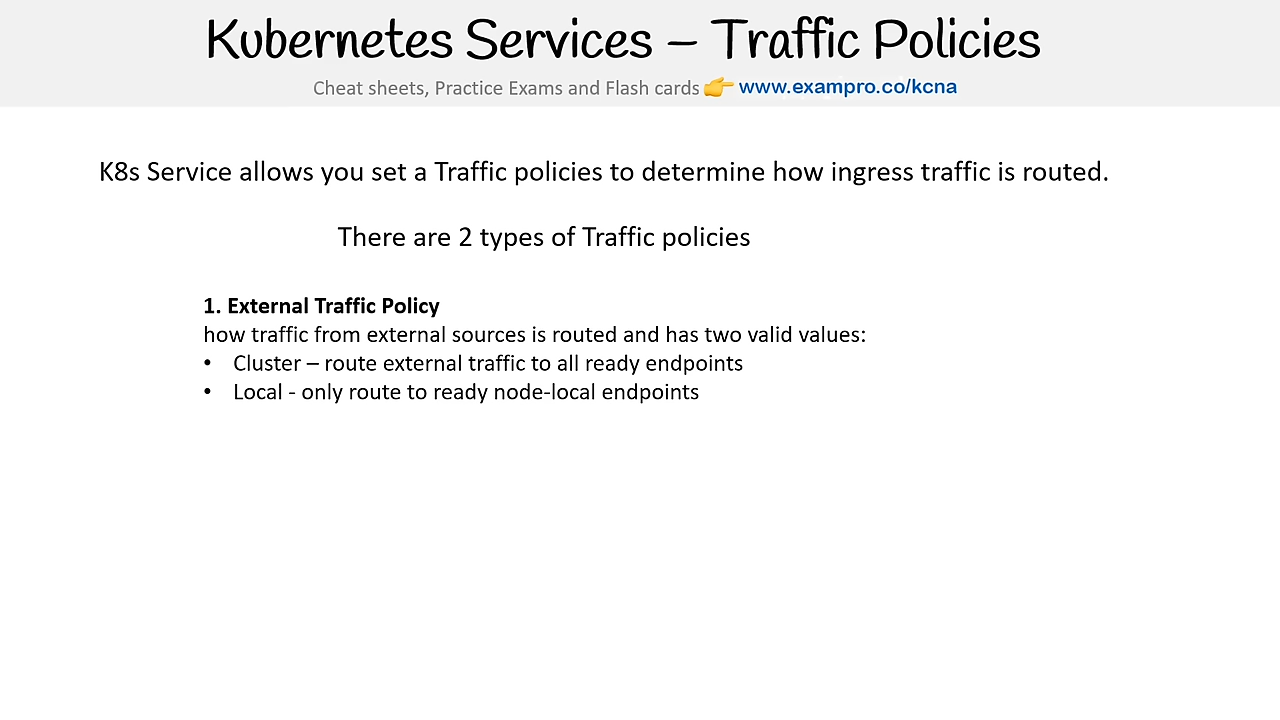 Kubernetes Services – Traffic Policies
Cheat sheets, Practice Exams and Flash cards 👉 www.exampro.co/kcna
K8s Service allows you set a Traffic policies to determine how ingress traffic is routed.
There are 2 types of Traffic policies
1. External Traffic Policy
how traffic from external sources is routed and has two valid values:
• Cluster – route external traffic to all ready endpoints
• Local - only route to ready node-local endpoints